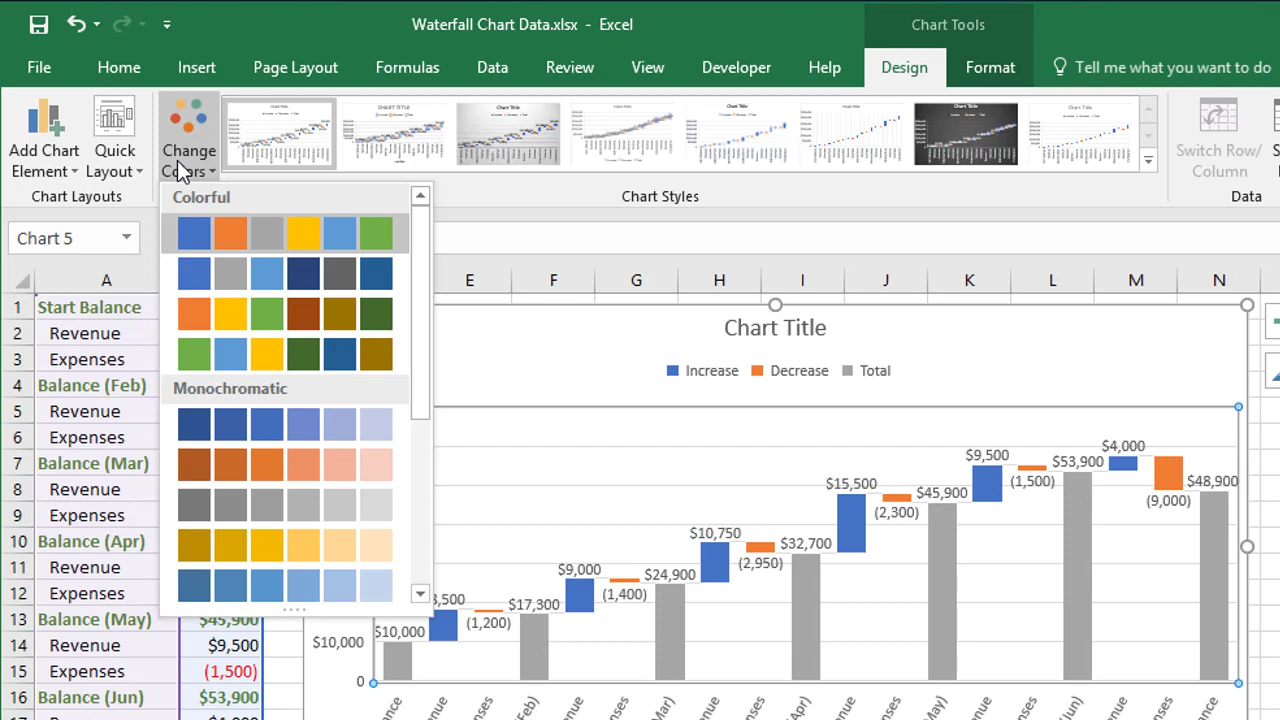 Waterfall Chart Data.xlsx - Excel
Chart Tools
File Home Insert Page Layout Formulas Data Review View Developer Help Design Format Tell me what you want to do
Add Chart Element
Quick Layout
Change Colors
Switch Row/
Column
Chart Layouts
Chart Styles
Data
Colorful
Monochromatic
Chart 5
A E F G H I J K L M N
1 Start Balance
2 Revenue
3 Expenses
4 Balance (Feb)
5 Revenue
6 Expenses
7 Balance (Mar)
8 Revenue
9 Expenses
10 Balance (Apr)
11 Revenue
12 Expenses
13 Balance (May) $45,900
14 Revenue $9,500
15 Expenses (1,500)
16 Balance (Jun) $53,900
Chart Title
Increase Decrease Total
$10,000
0
$10,000
(1,200)
$17,300
$9,000
(1,400)
$24,900
$10,750
(2,950)
$32,700
$15,500
(2,300)
$45,900
$9,500
(1,500)
$53,900
$4,000
(9,000)
$48,900